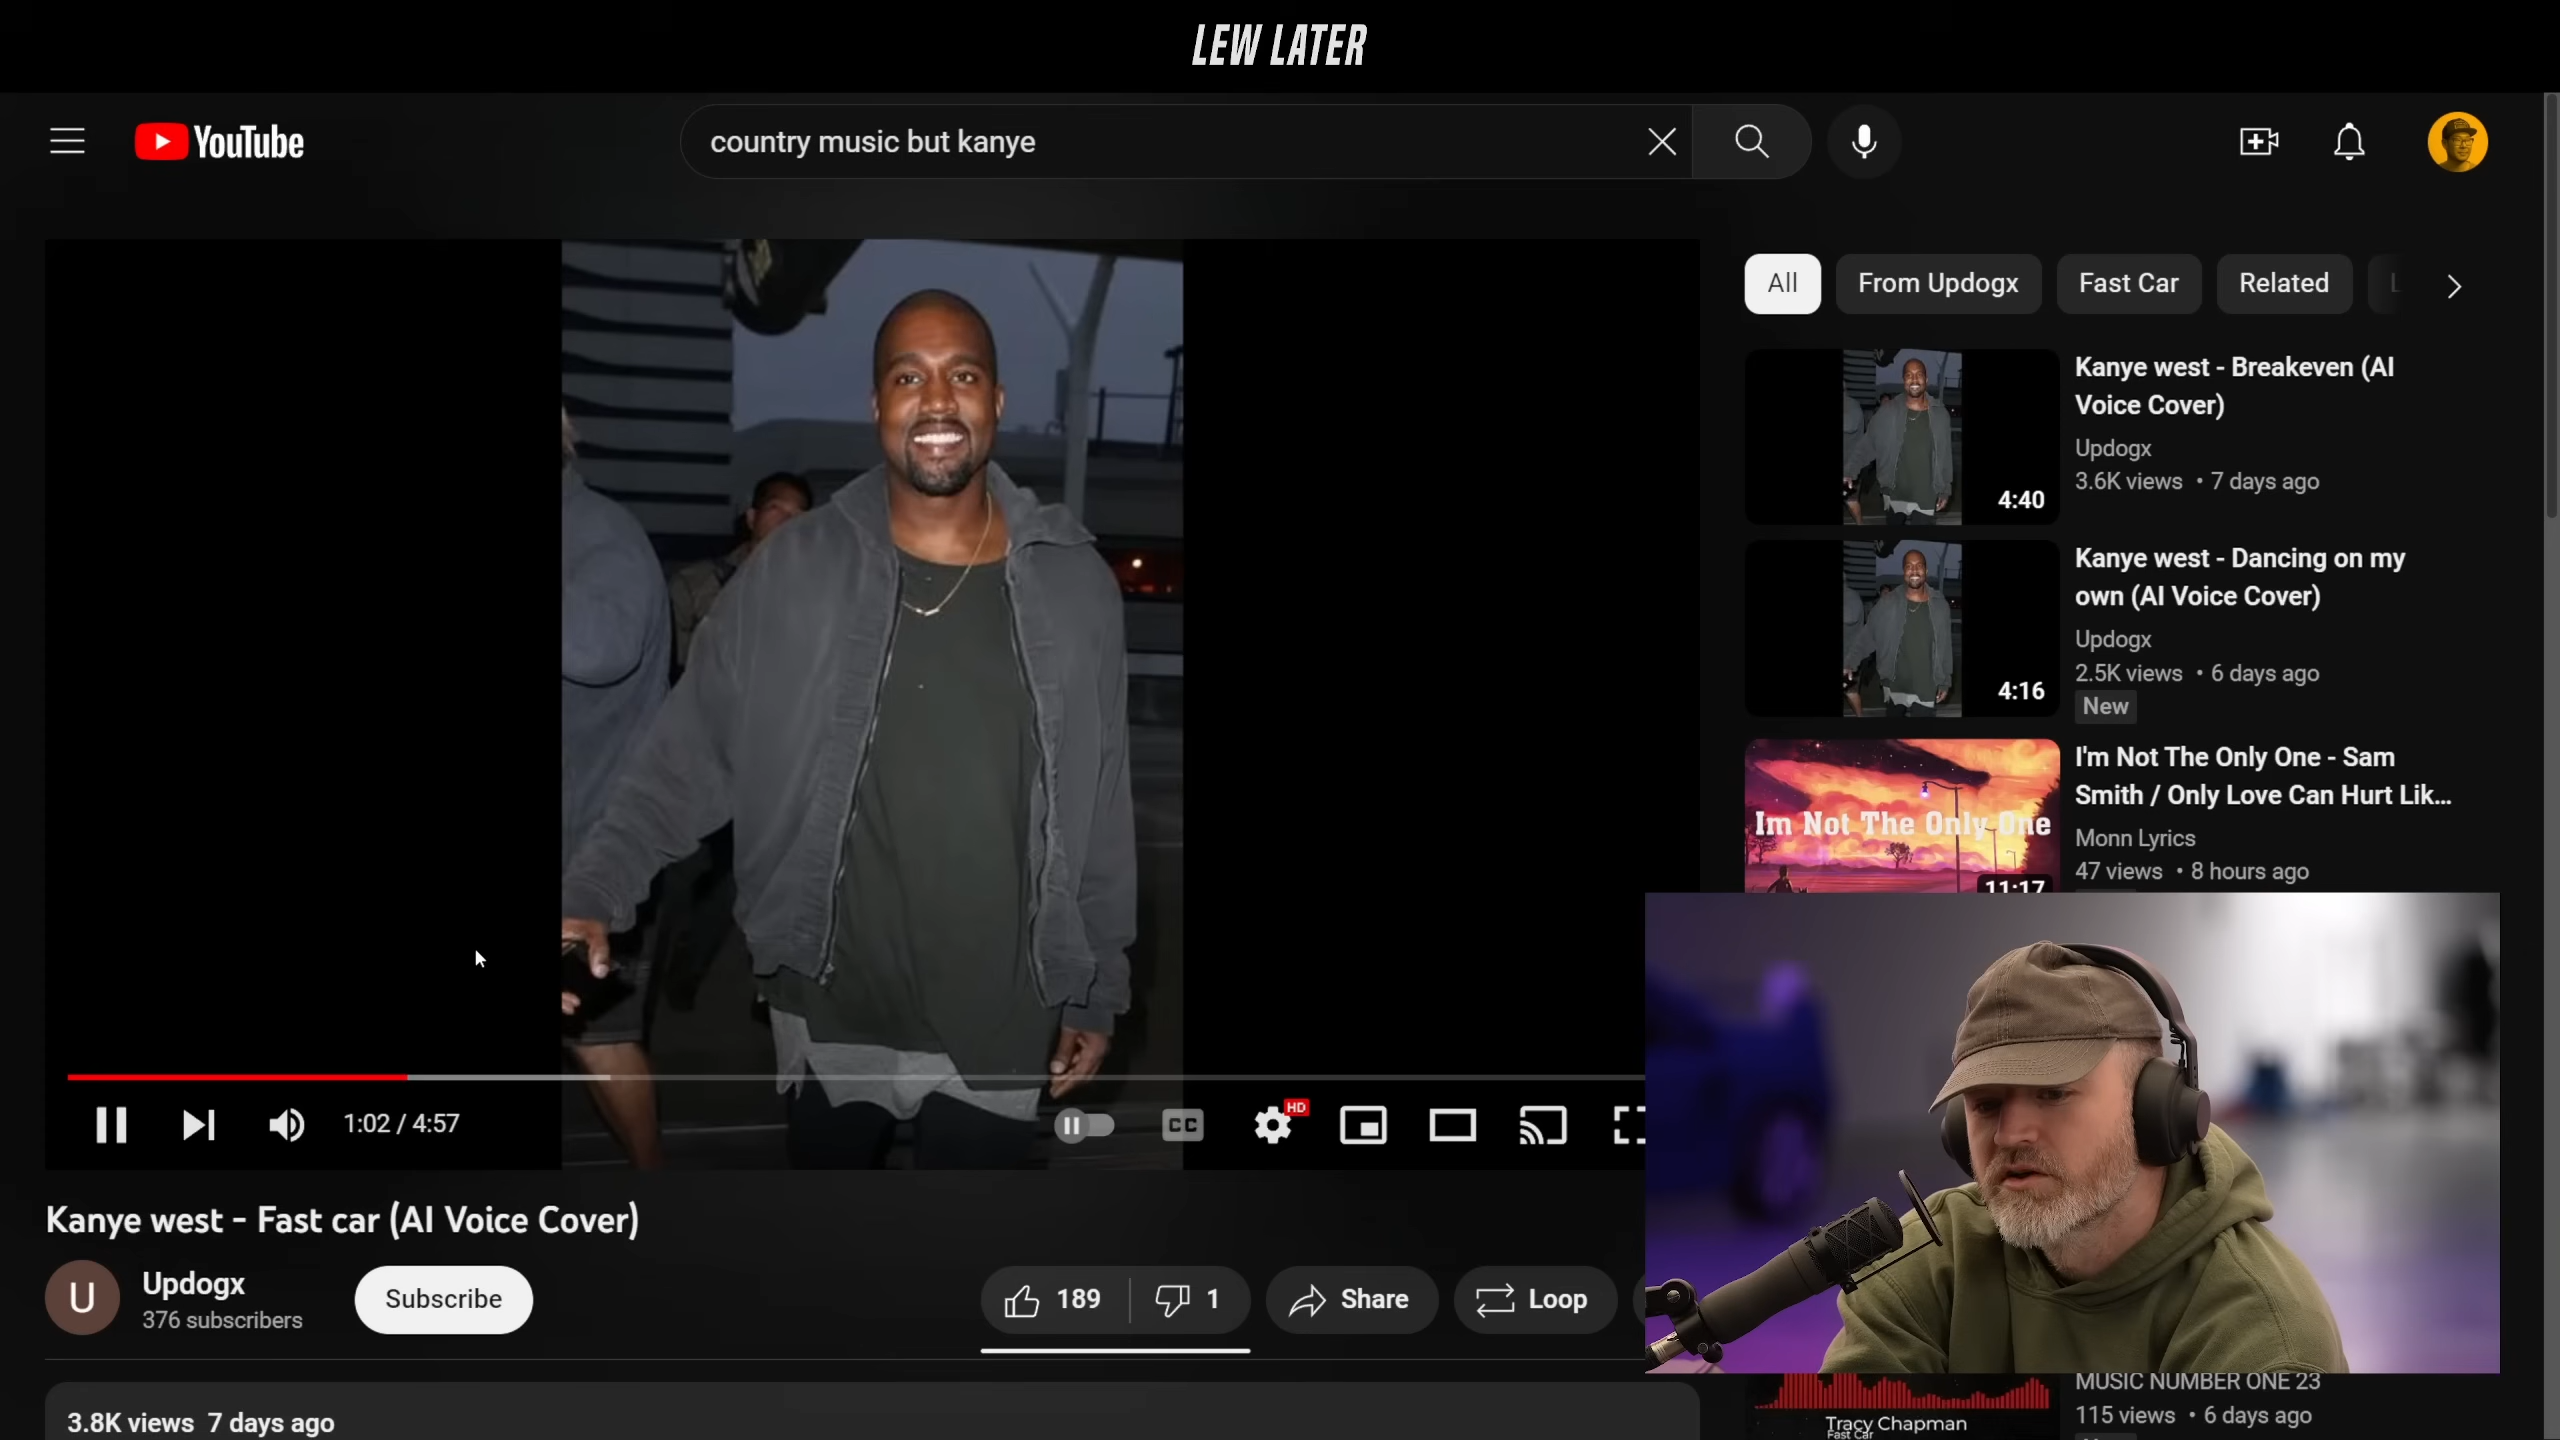 LEW LATER
YouTube
country music but kanye
All
From Updogx
Fast Car
Related
Kanye west - Breakeven (AI
Voice Cover)
Updogx
3.6K views • 7 days ago
4:40
Kanye west - Dancing on my
own (AI Voice Cover)
Updogx
2.5K views • 6 days ago
New
4:16
I'm Not The Only One - Sam
Smith / Only Love Can Hurt Lik...
Monn Lyrics
47 views • 8 hours ago
Im Not The Only One
11:17
1:02 / 4:57
CC
HD
Kanye west - Fast car (AI Voice Cover)
U
Updogx
376 subscribers
Subscribe
189
1
Share
Loop
3.8K views 7 days ago
MUSIC NUMBER ONE 23
115 views • 6 days ago
Tracy Chapman
Fast Car